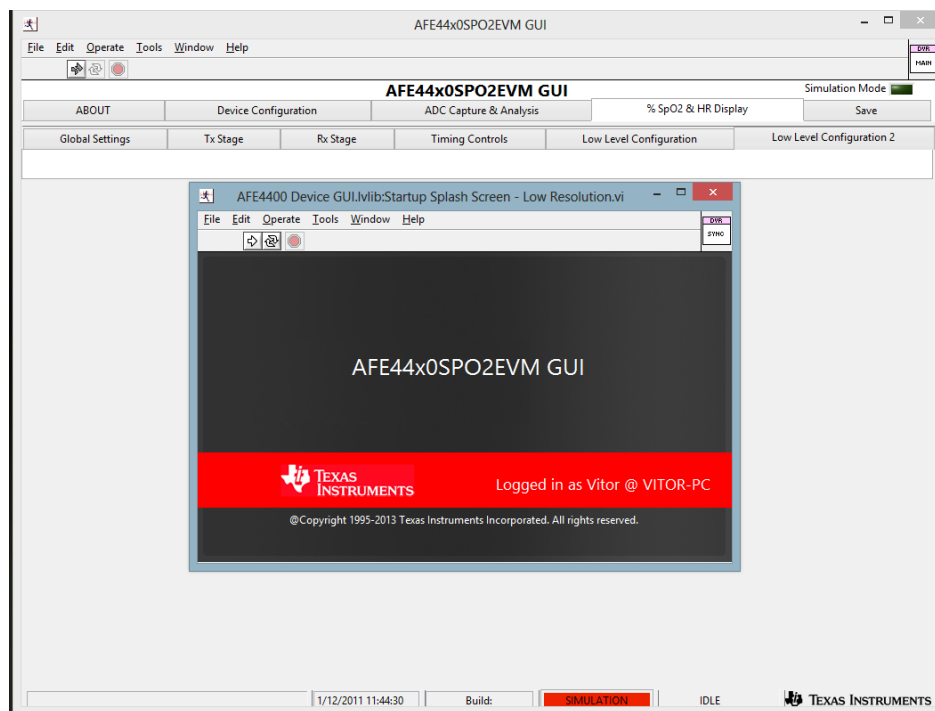 AFE44x0SPO2EVM GUI
File Edit Operate Tools Window Help
DVR
MAIN
AFE44x0SPO2EVM GUI
Simulation Mode
ABOUT Device Configuration ADC Capture & Analysis % SpO2 & HR Display Save
Global Settings Tx Stage Rx Stage Timing Controls Low Level Configuration Low Level Configuration 2
AFE4400 Device GUI.lvlib:Startup Splash Screen - Low Resolution.vi
File Edit Operate Tools Window Help
DVR
SYNC
AFE44x0SPO2EVM GUI
TEXAS
INSTRUMENTS
Logged in as Vitor @ VITOR-PC
@Copyright 1995-2013 Texas Instruments Incorporated. All rights reserved.
1/12/2011 11:44:30 Build: SIMULATION IDLE TEXAS INSTRUMENTS